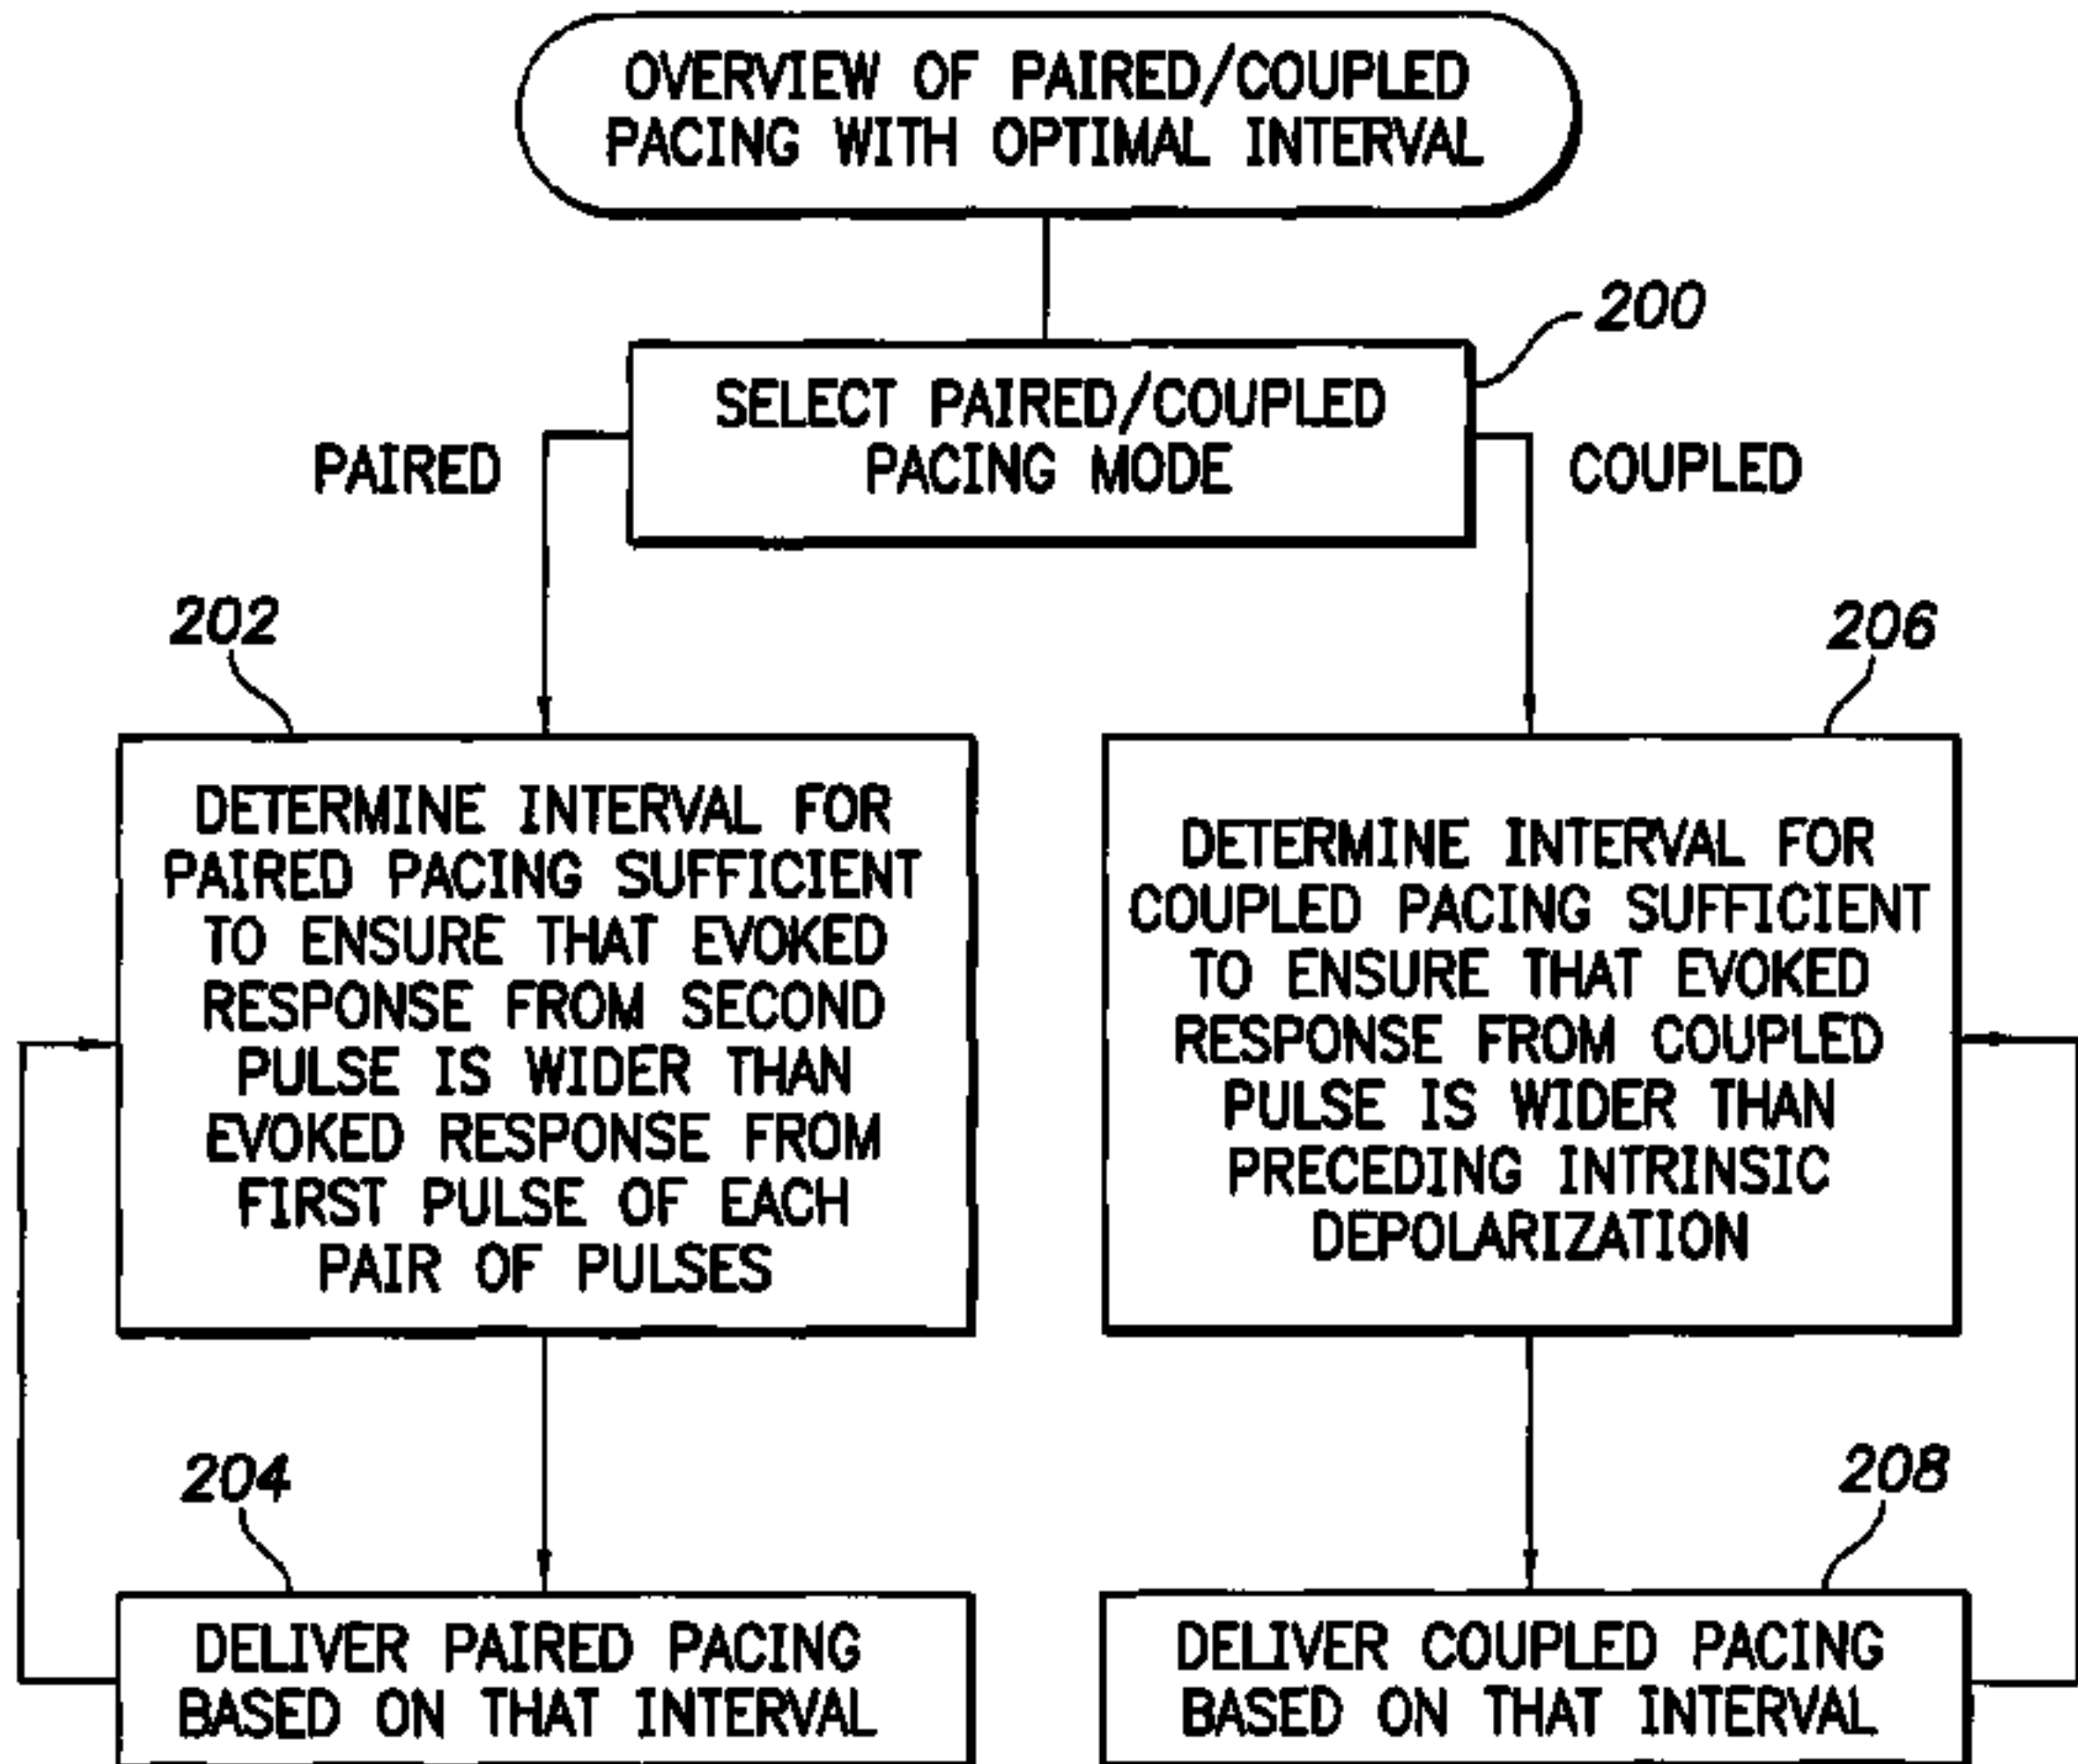 OVERVIEW OF PAIRED/COUPLED
PACING WITH OPTIMAL INTERVAL
200
SELECT PAIRED/COUPLED
PACING MODE
PAIRED
COUPLED
202
206
DETERMINE INTERVAL FOR
PAIRED PACING SUFFICIENT
TO ENSURE THAT EVOKED
RESPONSE FROM SECOND
PULSE IS WIDER THAN
EVOKED RESPONSE FROM
FIRST PULSE OF EACH
PAIR OF PULSES
DETERMINE INTERVAL FOR
COUPLED PACING SUFFICIENT
TO ENSURE THAT EVOKED
RESPONSE FROM COUPLED
PULSE IS WIDER THAN
PRECEDING INTRINSIC
DEPOLARIZATION
204
208
DELIVER PAIRED PACING
BASED ON THAT INTERVAL
DELIVER COUPLED PACING
BASED ON THAT INTERVAL